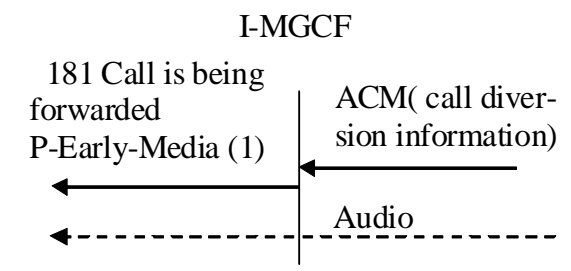 I-MGCF
181 Call is being
forwarded
P-Early-Media (1)
ACM( call diver-
sion information)
Audio